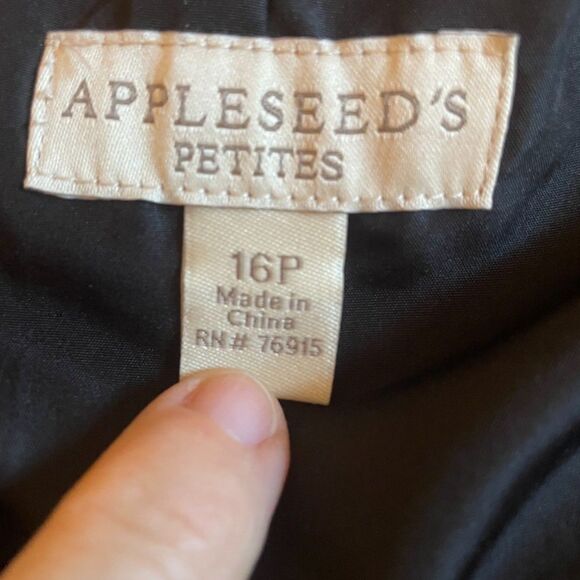 APPLESEED'S
PETITES
16P
Made in
China
RN# 76915